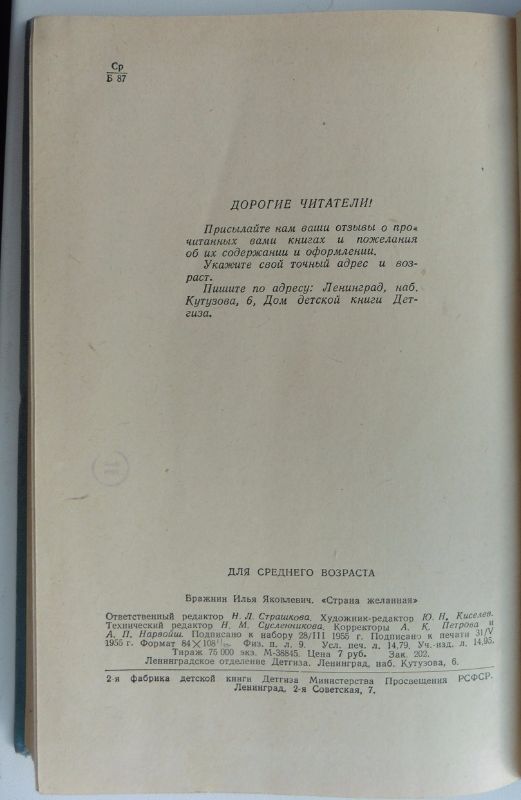 Ср
Б 87
ДОРОГИЕ ЧИТАТЕЛИ!
Присылайте нам ваши отзывы о про-
читанных вами книгах и пожелания
об их содержании и оформлении.
Укажите свой точный адрес и воз-
раст.
Пишите по адресу: Ленинград, наб.
Кутузова, 6, Дом детской книги Дет-
гиза.
ДЛЯ СРЕДНЕГО ВОЗРАСТА
Бражнин Илья Яковлевич. «Страна желанная»
Ответственный редактор Н. Л. Страшкова. Художник-редактор Ю. Н. Киселев.
Технический редактор Н. М. Сусленникова. Корректоры А. К. Петрова и
А. П. Нарвойш. Подписано к набору 28/III 1955 г. Подписано к печати 31/V
1955 г. Формат 84×108 Физ. п. л. 9. Усл. печ. л. 14,79. Уч.-изд. л. 14,95.
Тираж 75 000 экз. М-38845. Цена 7 руб. Зак. 202.
Ленинградское отделение Детгиза. Ленинград, наб. Кутузова, 6.
2-я фабрика детской книги Детгиза Министерства Просвещения РСФСР.
Ленинград, 2-я Советская, 7.